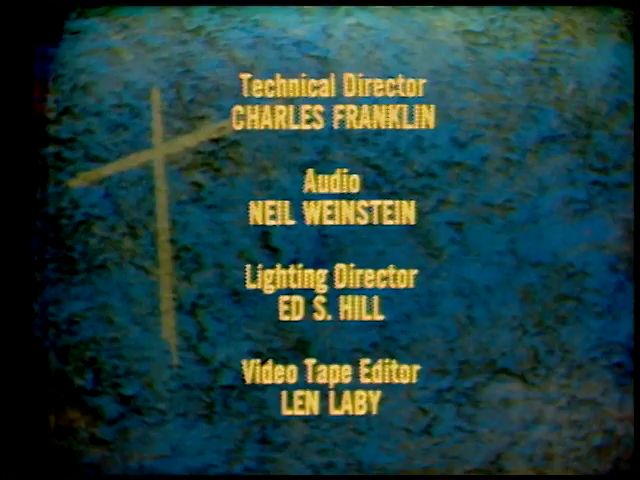 Technical Director
CHARLES FRANKLIN
Audio
NEIL WEINSTEIN
Lighting Director
ED S. HILL
Video Tape Editor
LEN LABY